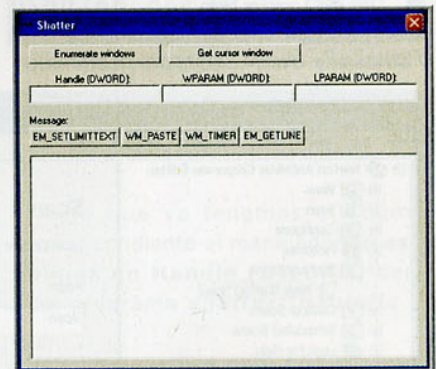 Shatter
Enumerate windows Get cursor window
Handle (DWORD): WPARAM (DWORD): LPARAM (DWORD):
Message:
EM_SETLIMITTEXT WM_PASTE WM_TIMER EM_GETLINE